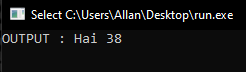 Select C:\Users\Allan\Desktop\run.exe
OUTPUT : Hai 38